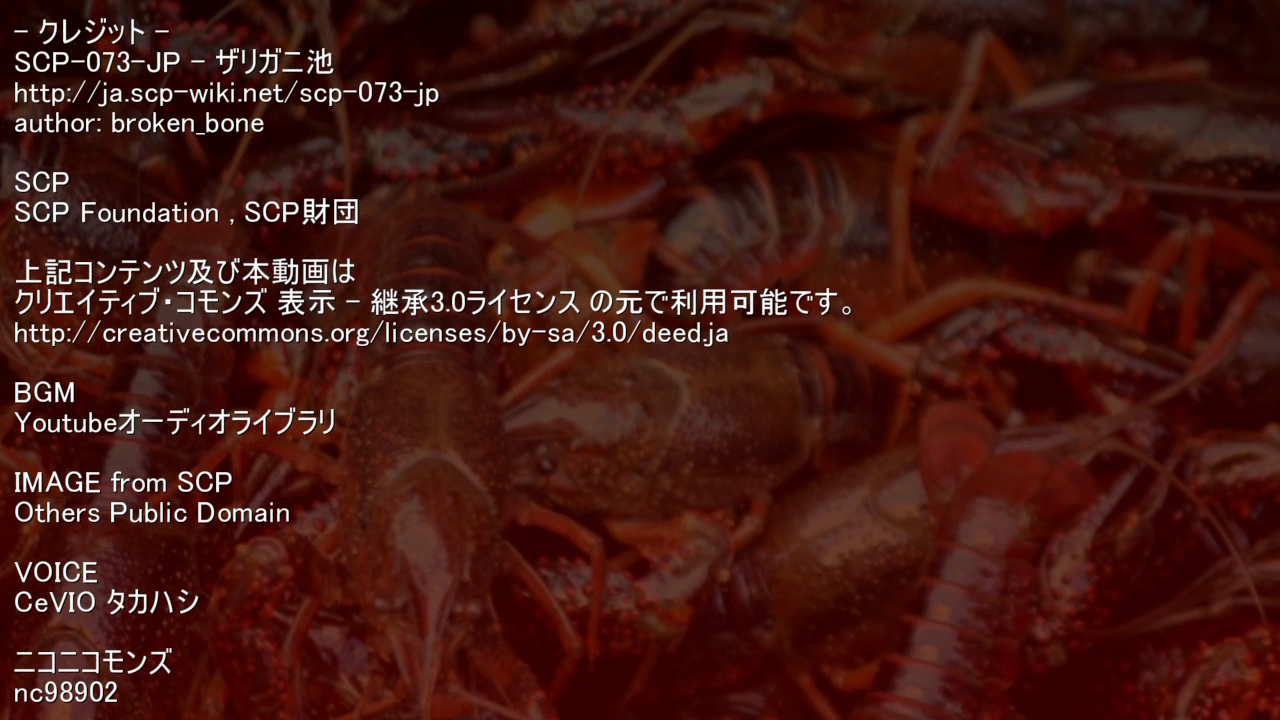 - クレジット -
SCP-073-JP - ザリガニ池
http://ja.scp-wiki.net/scp-073-jp
author: broken_bone
SCP
SCP Foundation , SCP財団
上記コンテンツ及び本動画は
クリエイティブ・コモンズ 表示 - 継承3.0ライセンス の元で利用可能です。
http://creativecommons.org/licenses/by-sa/3.0/deed.ja
BGM
Youtubeオーディオライブラリ
IMAGE from SCP
Others Public Domain
VOICE
CeVIO タカハシ
ニコニコモンズ
nc98902